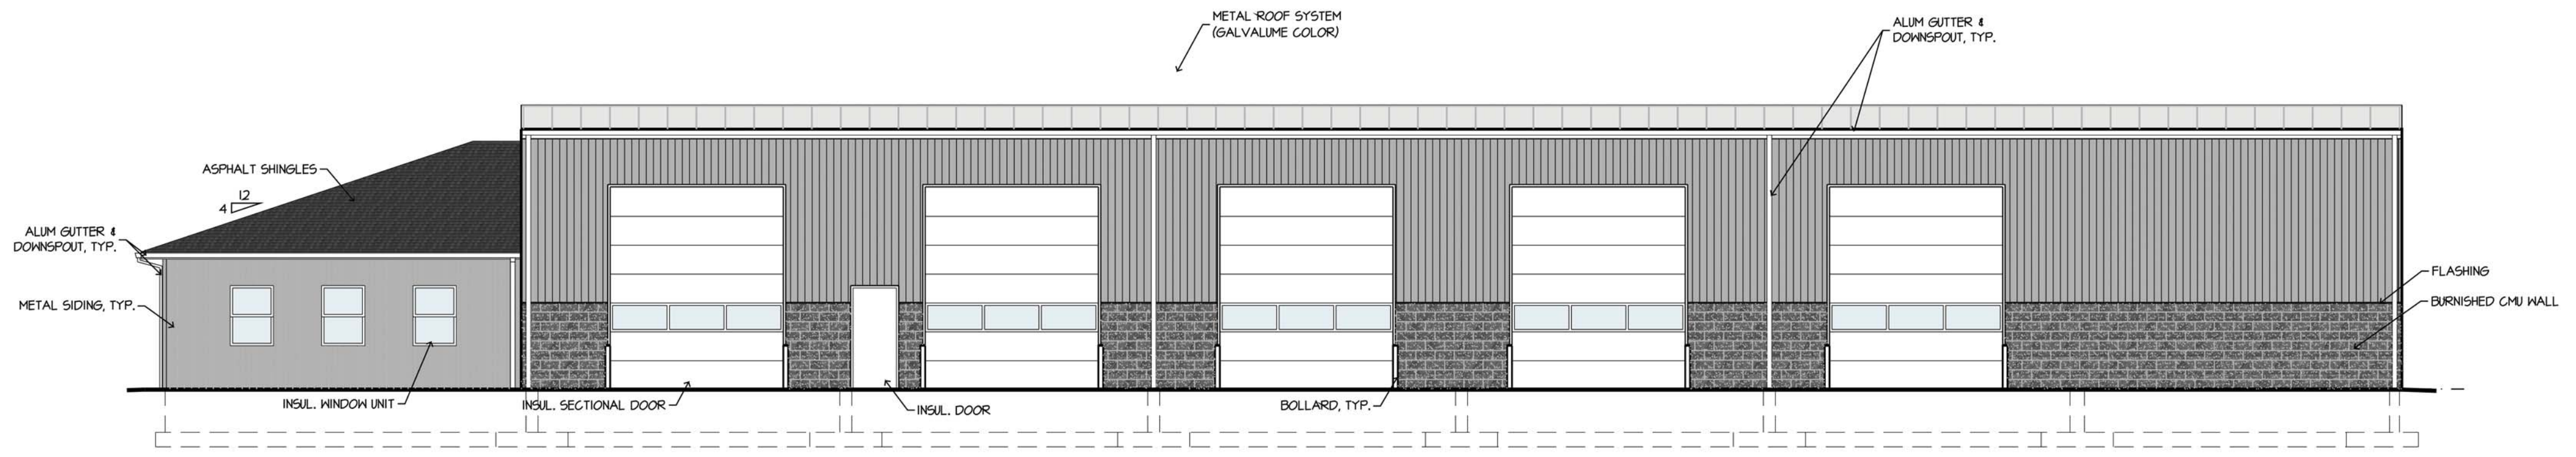 METAL ROOF SYSTEM
(GALVALUME COLOR)
ALUM GUTTER &
DOWNSPOUT, TYP.
ASPHALT SHINGLES
12
4
ALUM GUTTER &
DOWNSPOUT, TYP.
METAL SIDING, TYP.
FLASHING
BURNISHED CMU WALL
INSUL. WINDOW UNIT
INSUL. SECTIONAL DOOR
INSUL. DOOR
BOLLARD, TYP.